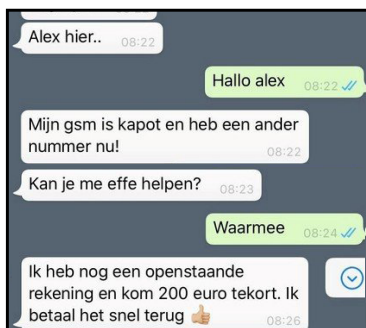 Alex hier.. 08:22
Hallo alex 08:22
Mijn gsm is kapot en heb een ander
nummer nu! 08:22
Kan je me effe helpen? 08:23
Waarmee 08:24
Ik heb nog een openstaande
rekening en kom 200 euro tekort. Ik
betaal het snel terug 👍🏼 08:26